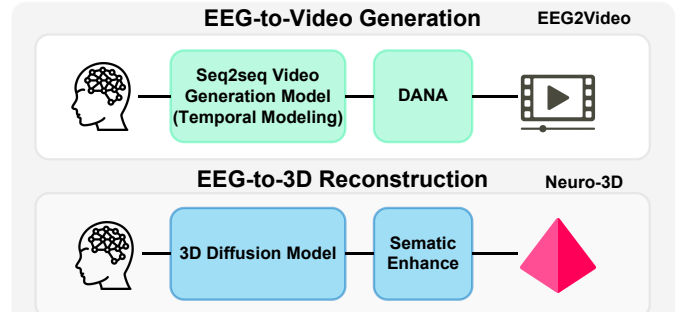 EEG-to-Video Generation
EEG2Video
Seq2seq Video
Generation Model
(Temporal Modeling)
DANA
EEG-to-3D Reconstruction
Neuro-3D
3D Diffusion Model
Sematic
Enhance